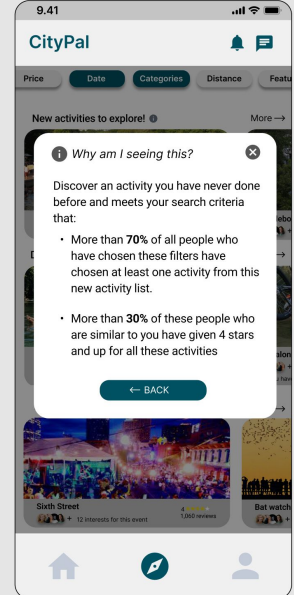 9.41
CityPal
Price Date Categories Distance Featu
New activities to explore! More →
Why am I seeing this?
Discover an activity you have never done
before and meets your search criteria
that:
• More than 70% of all people who
have chosen these filters have
chosen at least one activity from this
new activity list.
• More than 30% of these people who
are similar to you have given 4 stars
and up for all these activities
← BACK
Sixth Street
+ 12 interests for this event
4
1,060 reviews
Bat watch
+